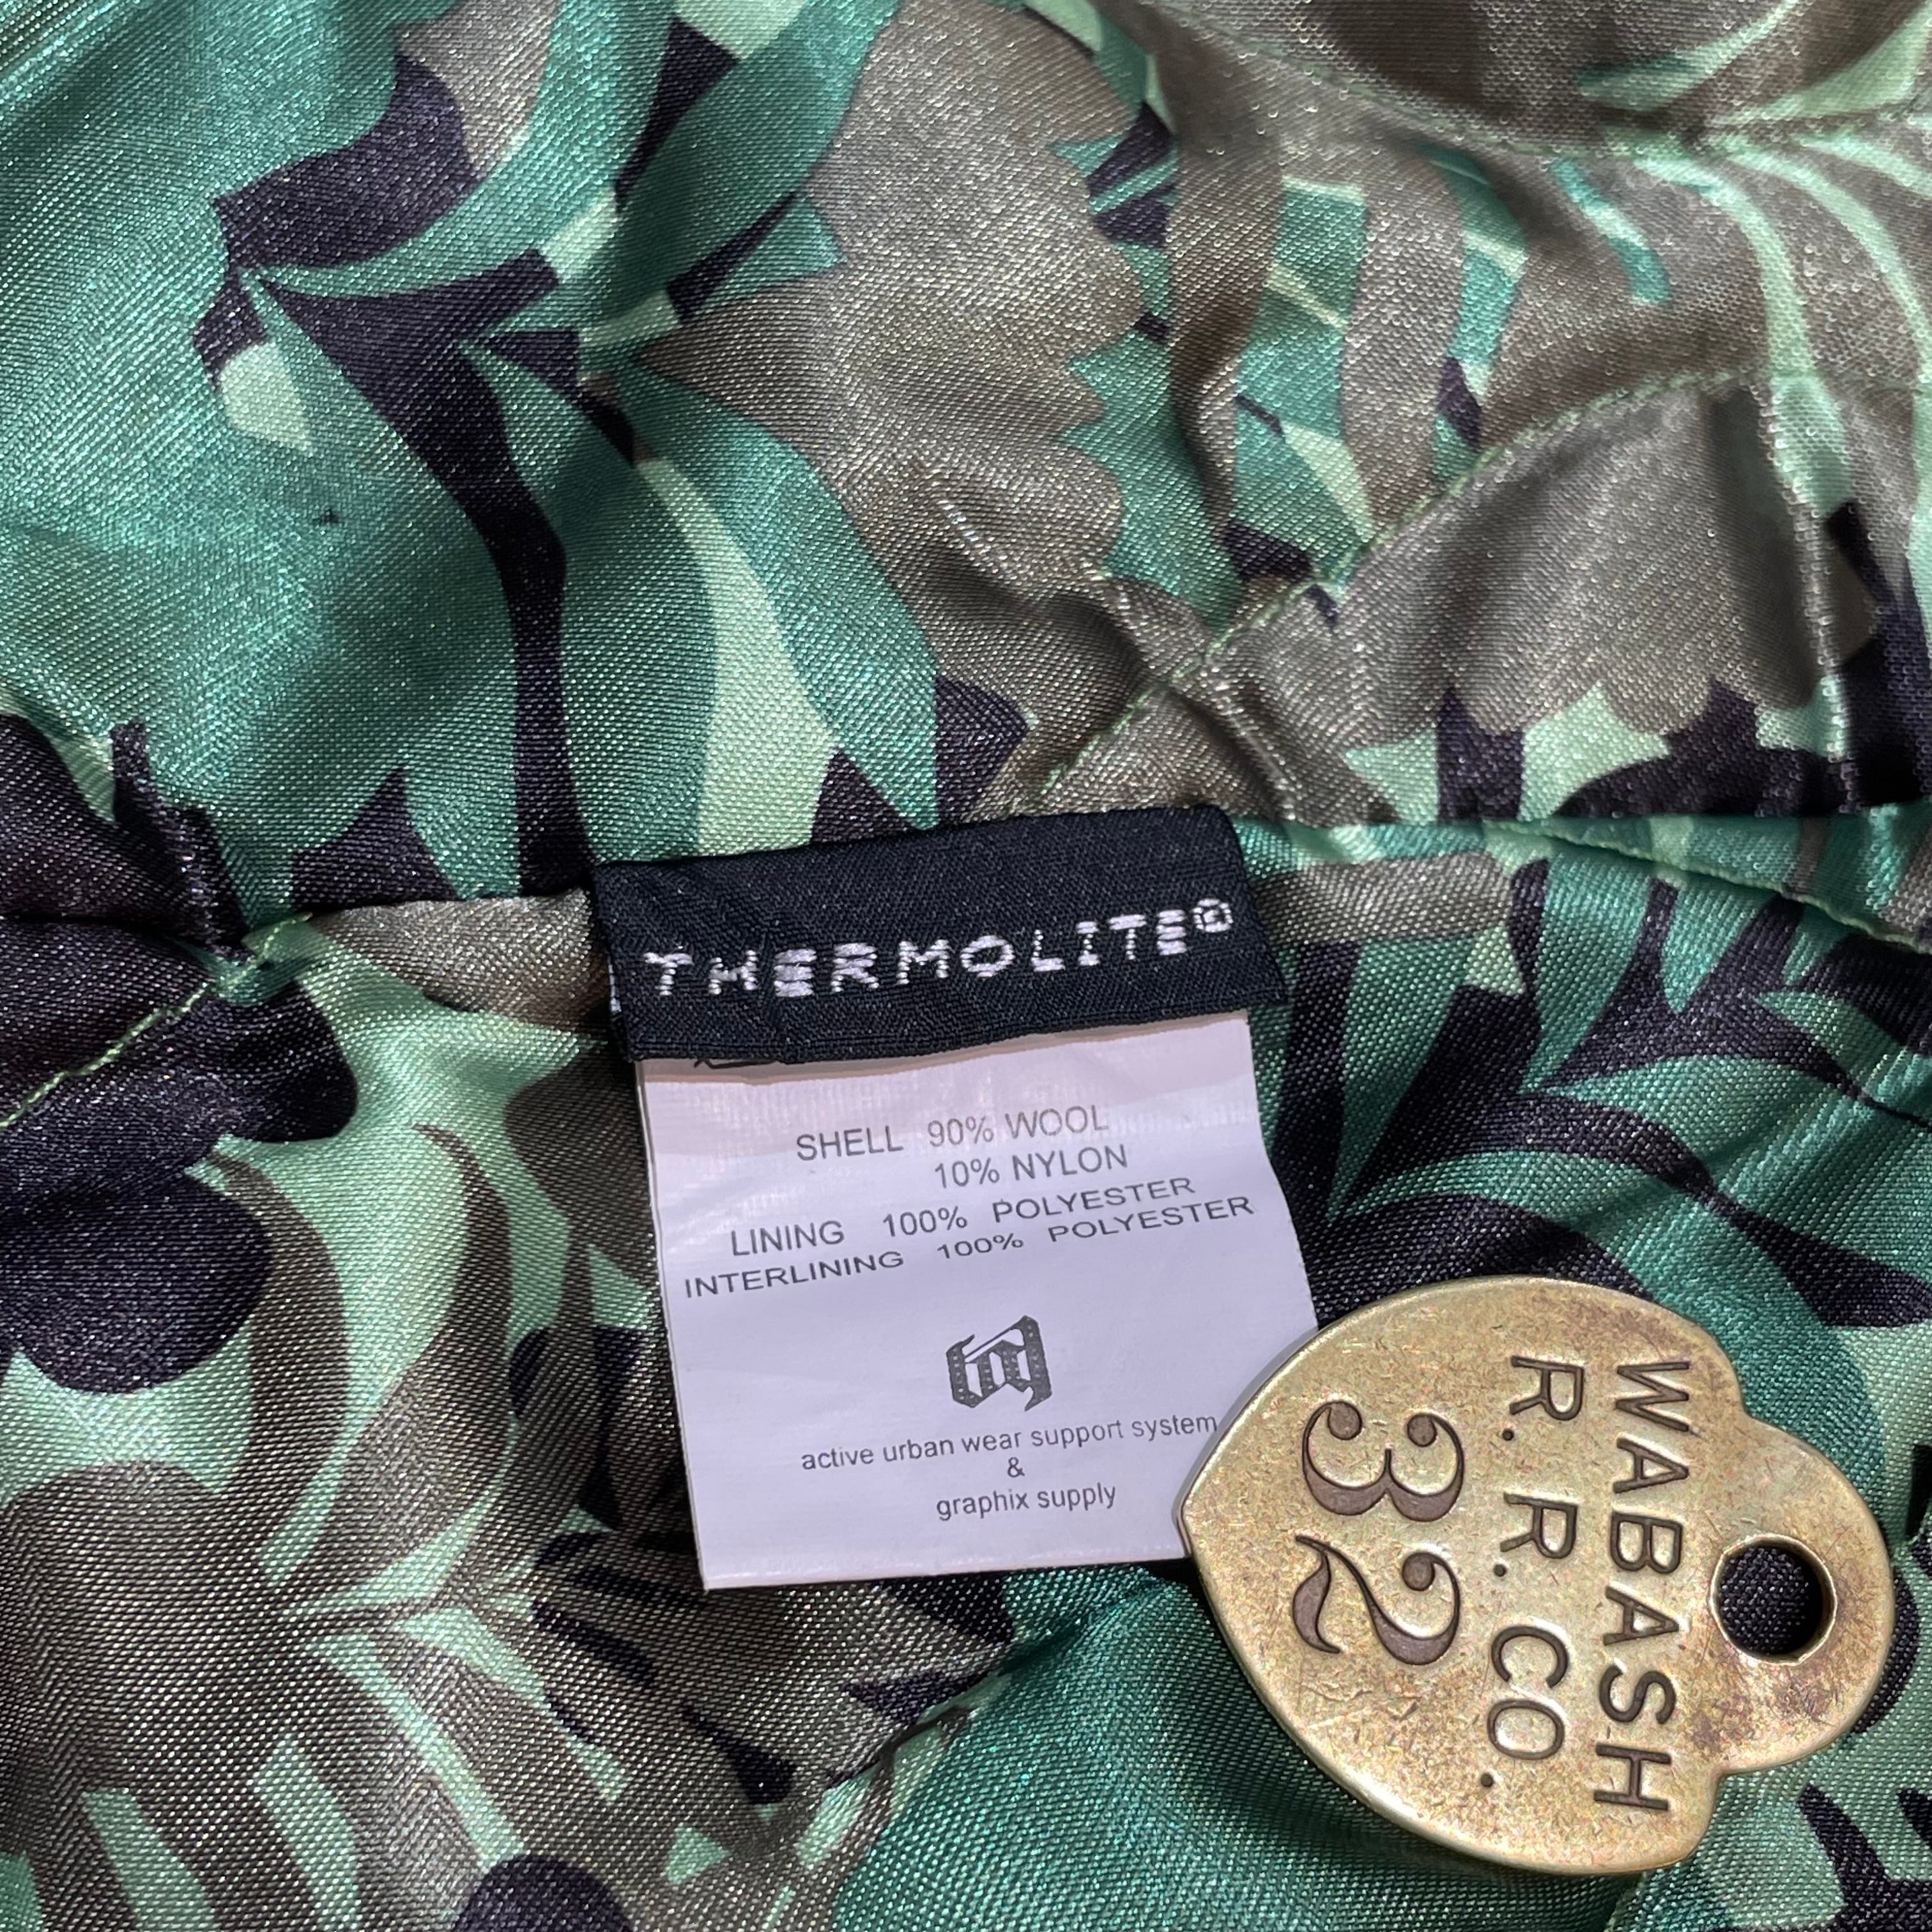 THERMOLITE®
SHELL 90% WOOL
10% NYLON
LINING 100% POLYESTER
INTERLINING 100% POLYESTER
active urban wear support system
&
graphix supply
WABASH
R. R. CO.
32